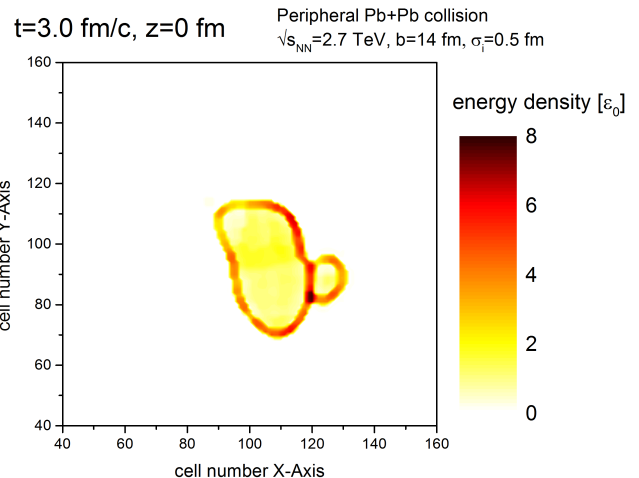 t=3.0 fm/c, z=0 fm
Peripheral Pb+Pb collision
√s_NN=2.7 TeV, b=14 fm, σ_i=0.5 fm
energy density [ε₀]
8
6
4
2
0
160
140
120
100
80
60
40
cell number Y-Axis
40 60 80 100 120 140 160
cell number X-Axis